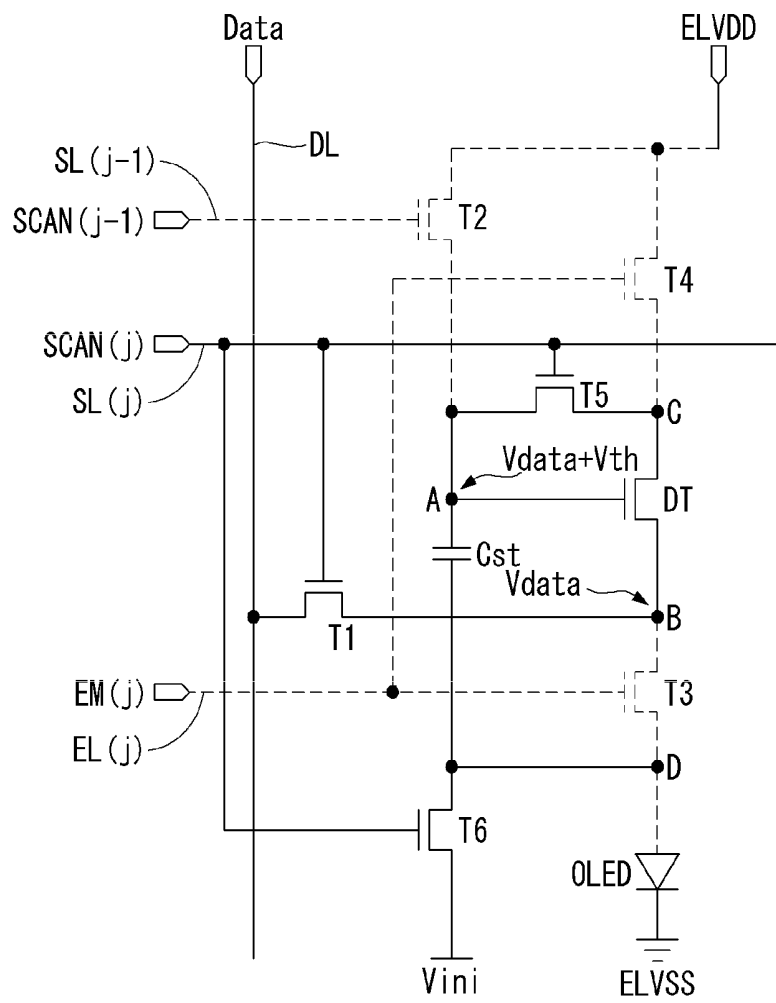 Data
ELVDD
DL
SL(j-1)
SCAN(j-1)
T2
T4
SCAN(j)
SL(j)
T5
C
Vdata+Vth
A
DT
Cst
Vdata
B
T1
EM(j)
T3
EL(j)
D
T6
OLED
Vini
ELVSS